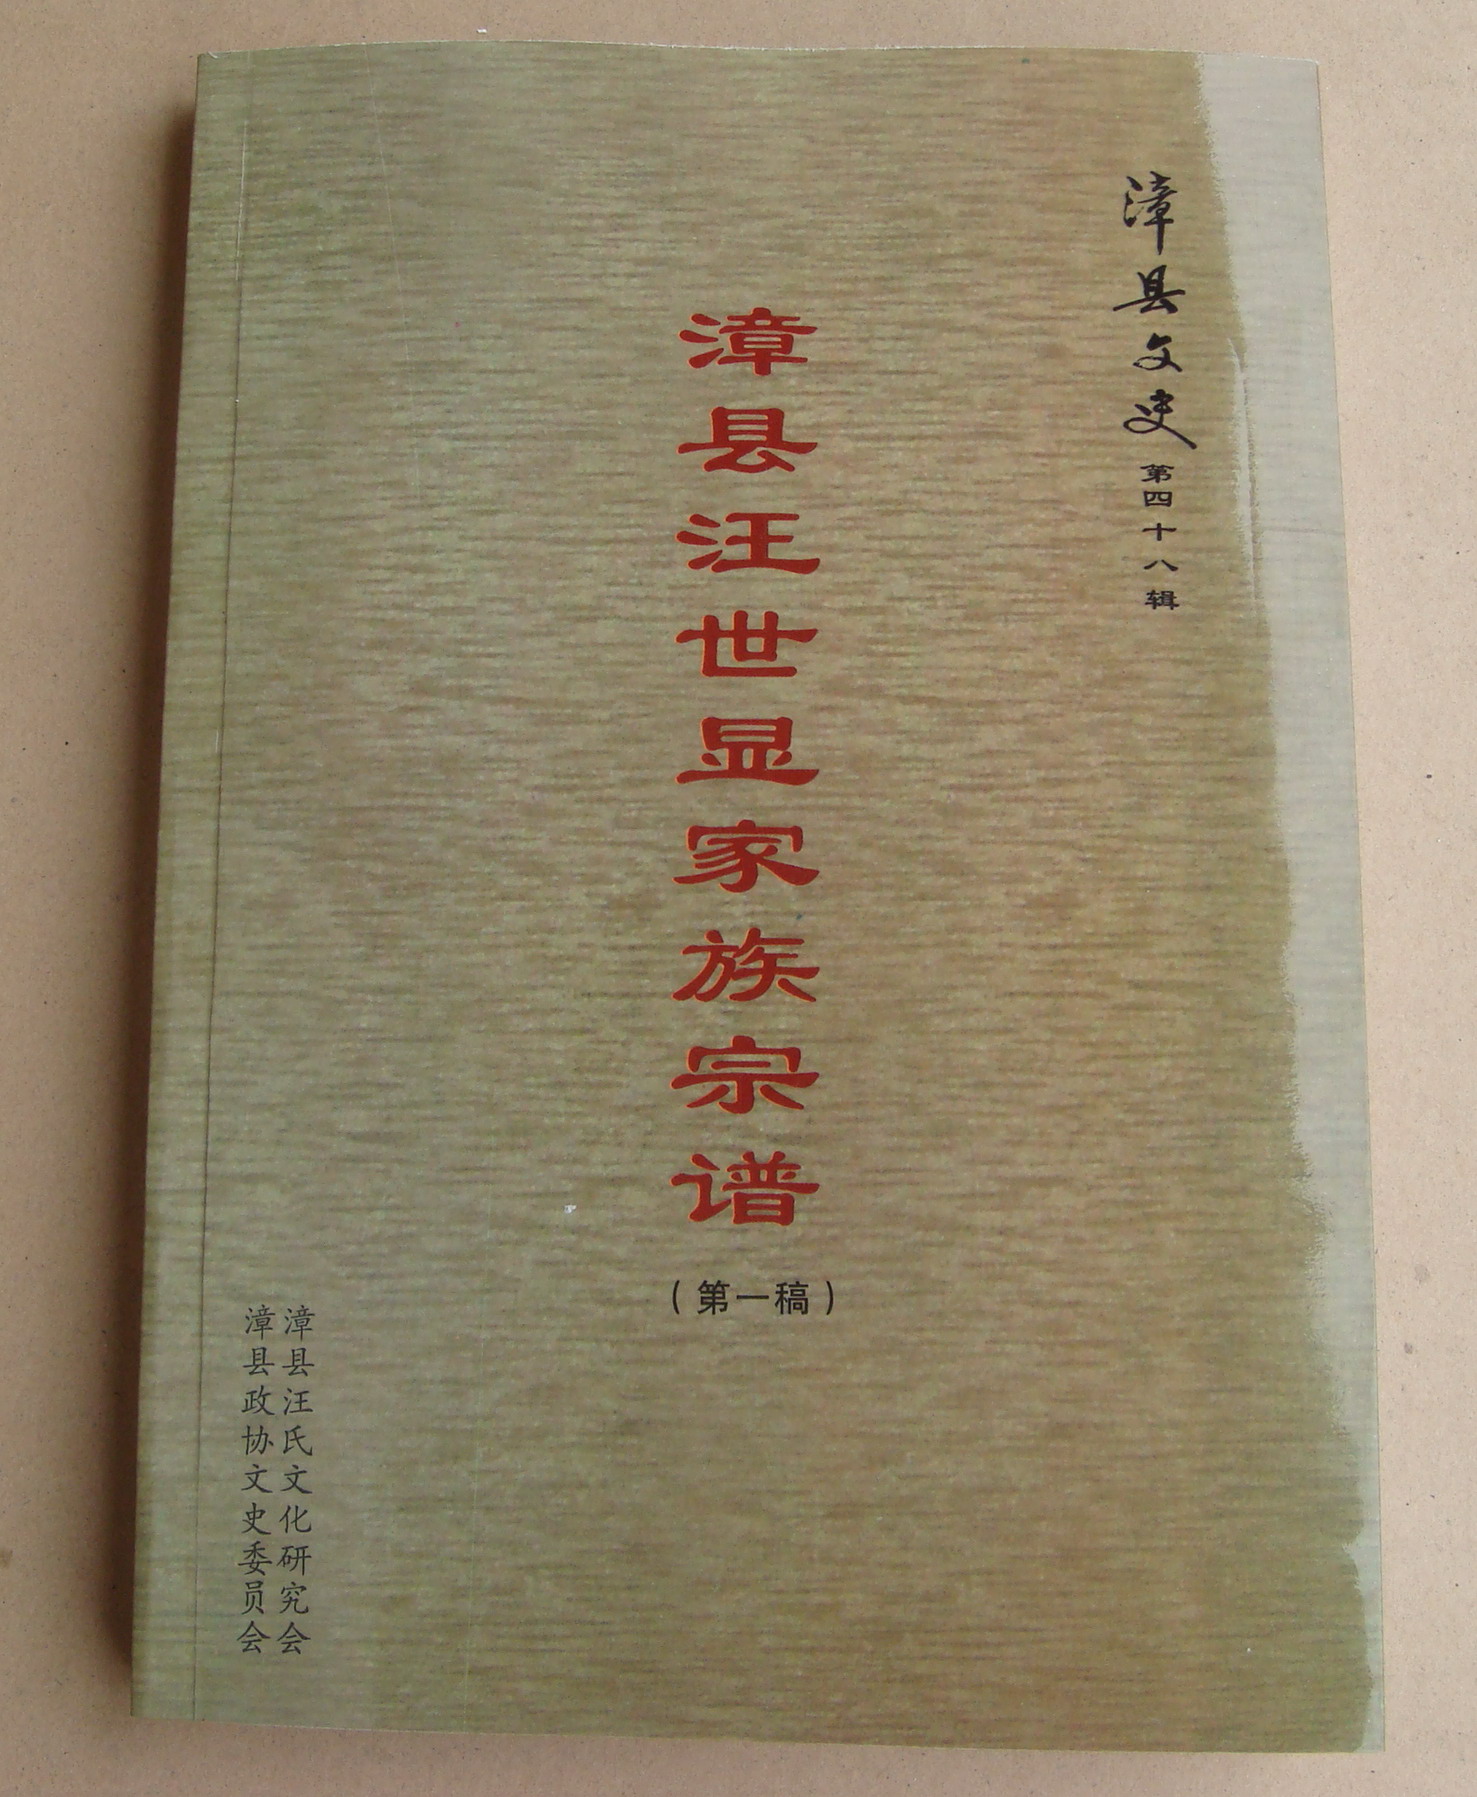 漳县文史
第四十八辑
漳县汪世显家族宗谱
（第一稿）
漳县汪氏文化研究会
漳县政协文史委员会